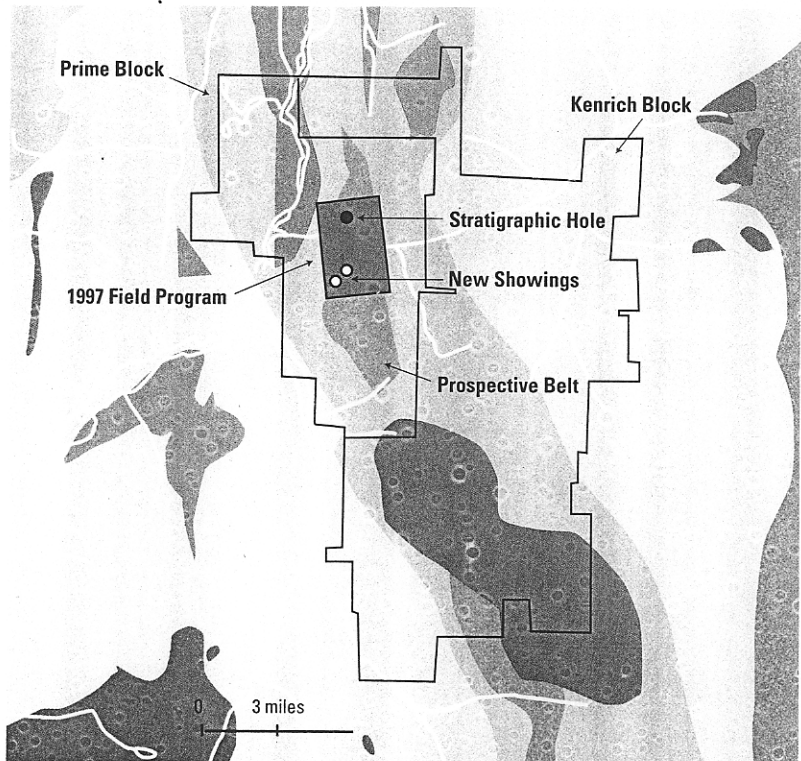 Prime Block
Kenrich Block
Stratigraphic Hole
New Showings
1997 Field Program
Prospective Belt
0 3 miles